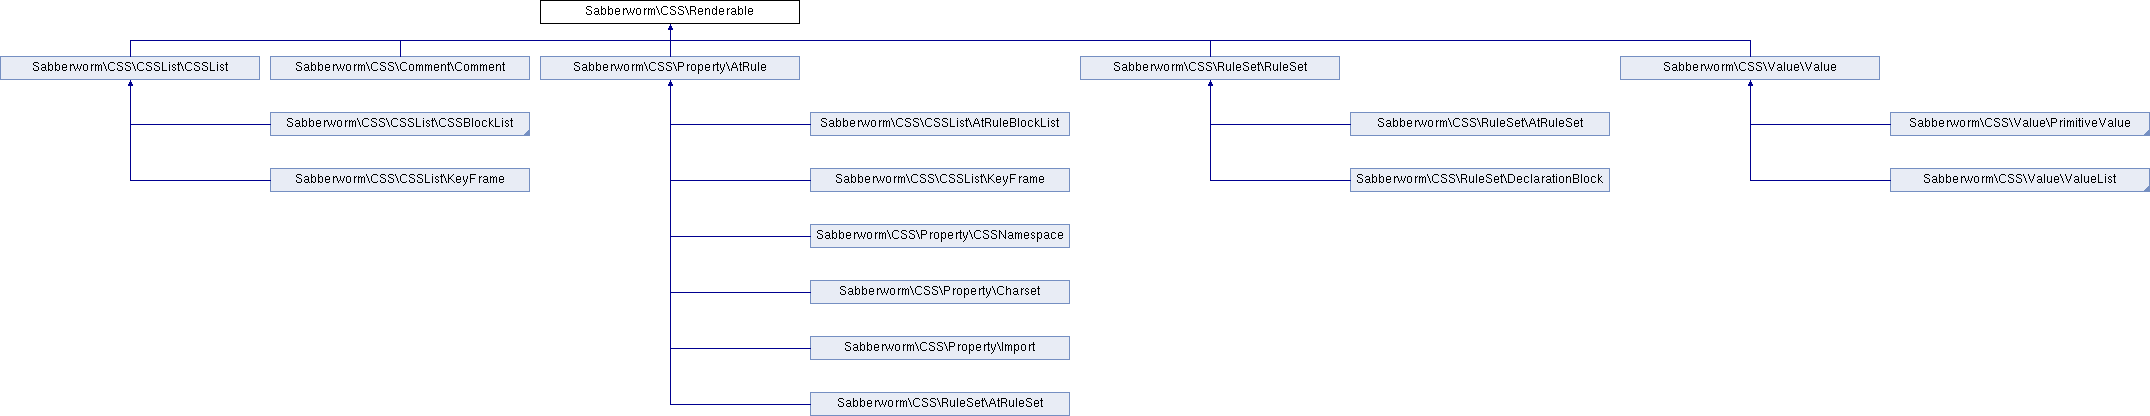 Sabberworm\CSS\Renderable
Sabberworm\CSS\CSSList\CSSList
Sabberworm\CSS\Comment\Comment
Sabberworm\CSS\Property\AtRule
Sabberworm\CSS\RuleSet\RuleSet
Sabberworm\CSS\Value\Value
Sabberworm\CSS\CSSList\CSSBlockList
Sabberworm\CSS\CSSList\AtRuleBlockList
Sabberworm\CSS\RuleSet\AtRuleSet
Sabberworm\CSS\Value\PrimitiveValue
Sabberworm\CSS\CSSList\KeyFrame
Sabberworm\CSS\CSSList\KeyFrame
Sabberworm\CSS\RuleSet\DeclarationBlock
Sabberworm\CSS\Value\ValueList
Sabberworm\CSS\Property\CSSNamespace
Sabberworm\CSS\Property\Charset
Sabberworm\CSS\Property\Import
Sabberworm\CSS\RuleSet\AtRuleSet